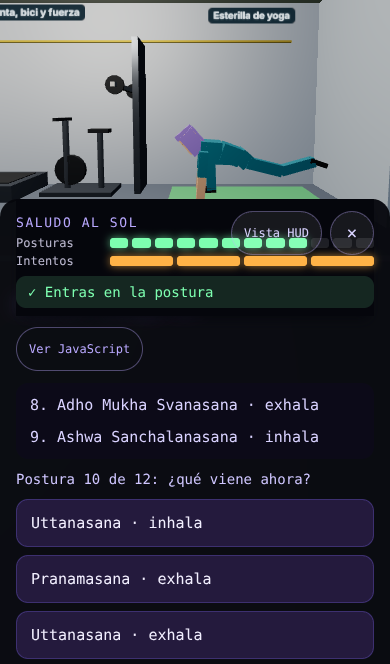 nta, bici y fuerza
Esterilla de yoga
SALUDO AL SOL
Vista HUD
×
Posturas
Intentos
✓ Entras en la postura
Ver JavaScript
8. Adho Mukha Svanasana · exhala
9. Ashwa Sanchalanasana · inhala
Postura 10 de 12: ¿qué viene ahora?
Uttanasana · inhala
Pranamasana · exhala
Uttanasana · exhala